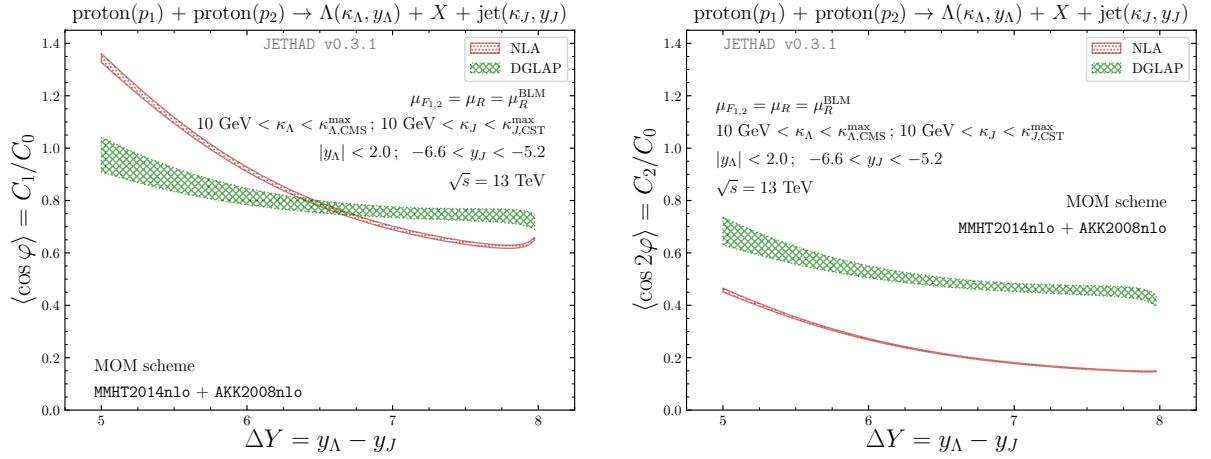 proton(p₁) + proton(p₂) → Λ(κ_Λ, y_Λ) + X + jet(κ_J, y_J)
JETHAD v0.3.1
NLA
DGLAP
μ_{F_{1,2}} = μ_R = μ_R^{BLM}
10 GeV < κ_Λ < κ_{Λ,CMS}^{max} ; 10 GeV < κ_J < κ_{J,CST}^{max}
|y_Λ| < 2.0 ; −6.6 < y_J < −5.2
√s = 13 TeV
MOM scheme
MMHT2014nlo + AKK2008nlo
⟨cos φ⟩ = C₁/C₀
1.4
1.2
1.0
0.8
0.6
0.4
0.2
0.0
5
6
7
8
ΔY = y_Λ − y_J
proton(p₁) + proton(p₂) → Λ(κ_Λ, y_Λ) + X + jet(κ_J, y_J)
JETHAD v0.3.1
NLA
DGLAP
μ_{F_{1,2}} = μ_R = μ_R^{BLM}
10 GeV < κ_Λ < κ_{Λ,CMS}^{max} ; 10 GeV < κ_J < κ_{J,CST}^{max}
|y_Λ| < 2.0 ; −6.6 < y_J < −5.2
√s = 13 TeV
MOM scheme
MMHT2014nlo + AKK2008nlo
⟨cos 2φ⟩ = C₂/C₀
1.4
1.2
1.0
0.8
0.6
0.4
0.2
0.0
5
6
7
8
ΔY = y_Λ − y_J